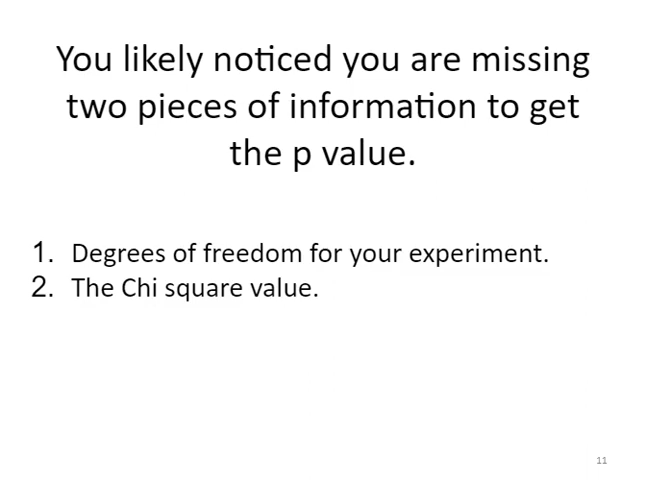 You likely noticed you are missing
two pieces of information to get
the p value.
1. Degrees of freedom for your experiment.
2. The Chi square value.
11